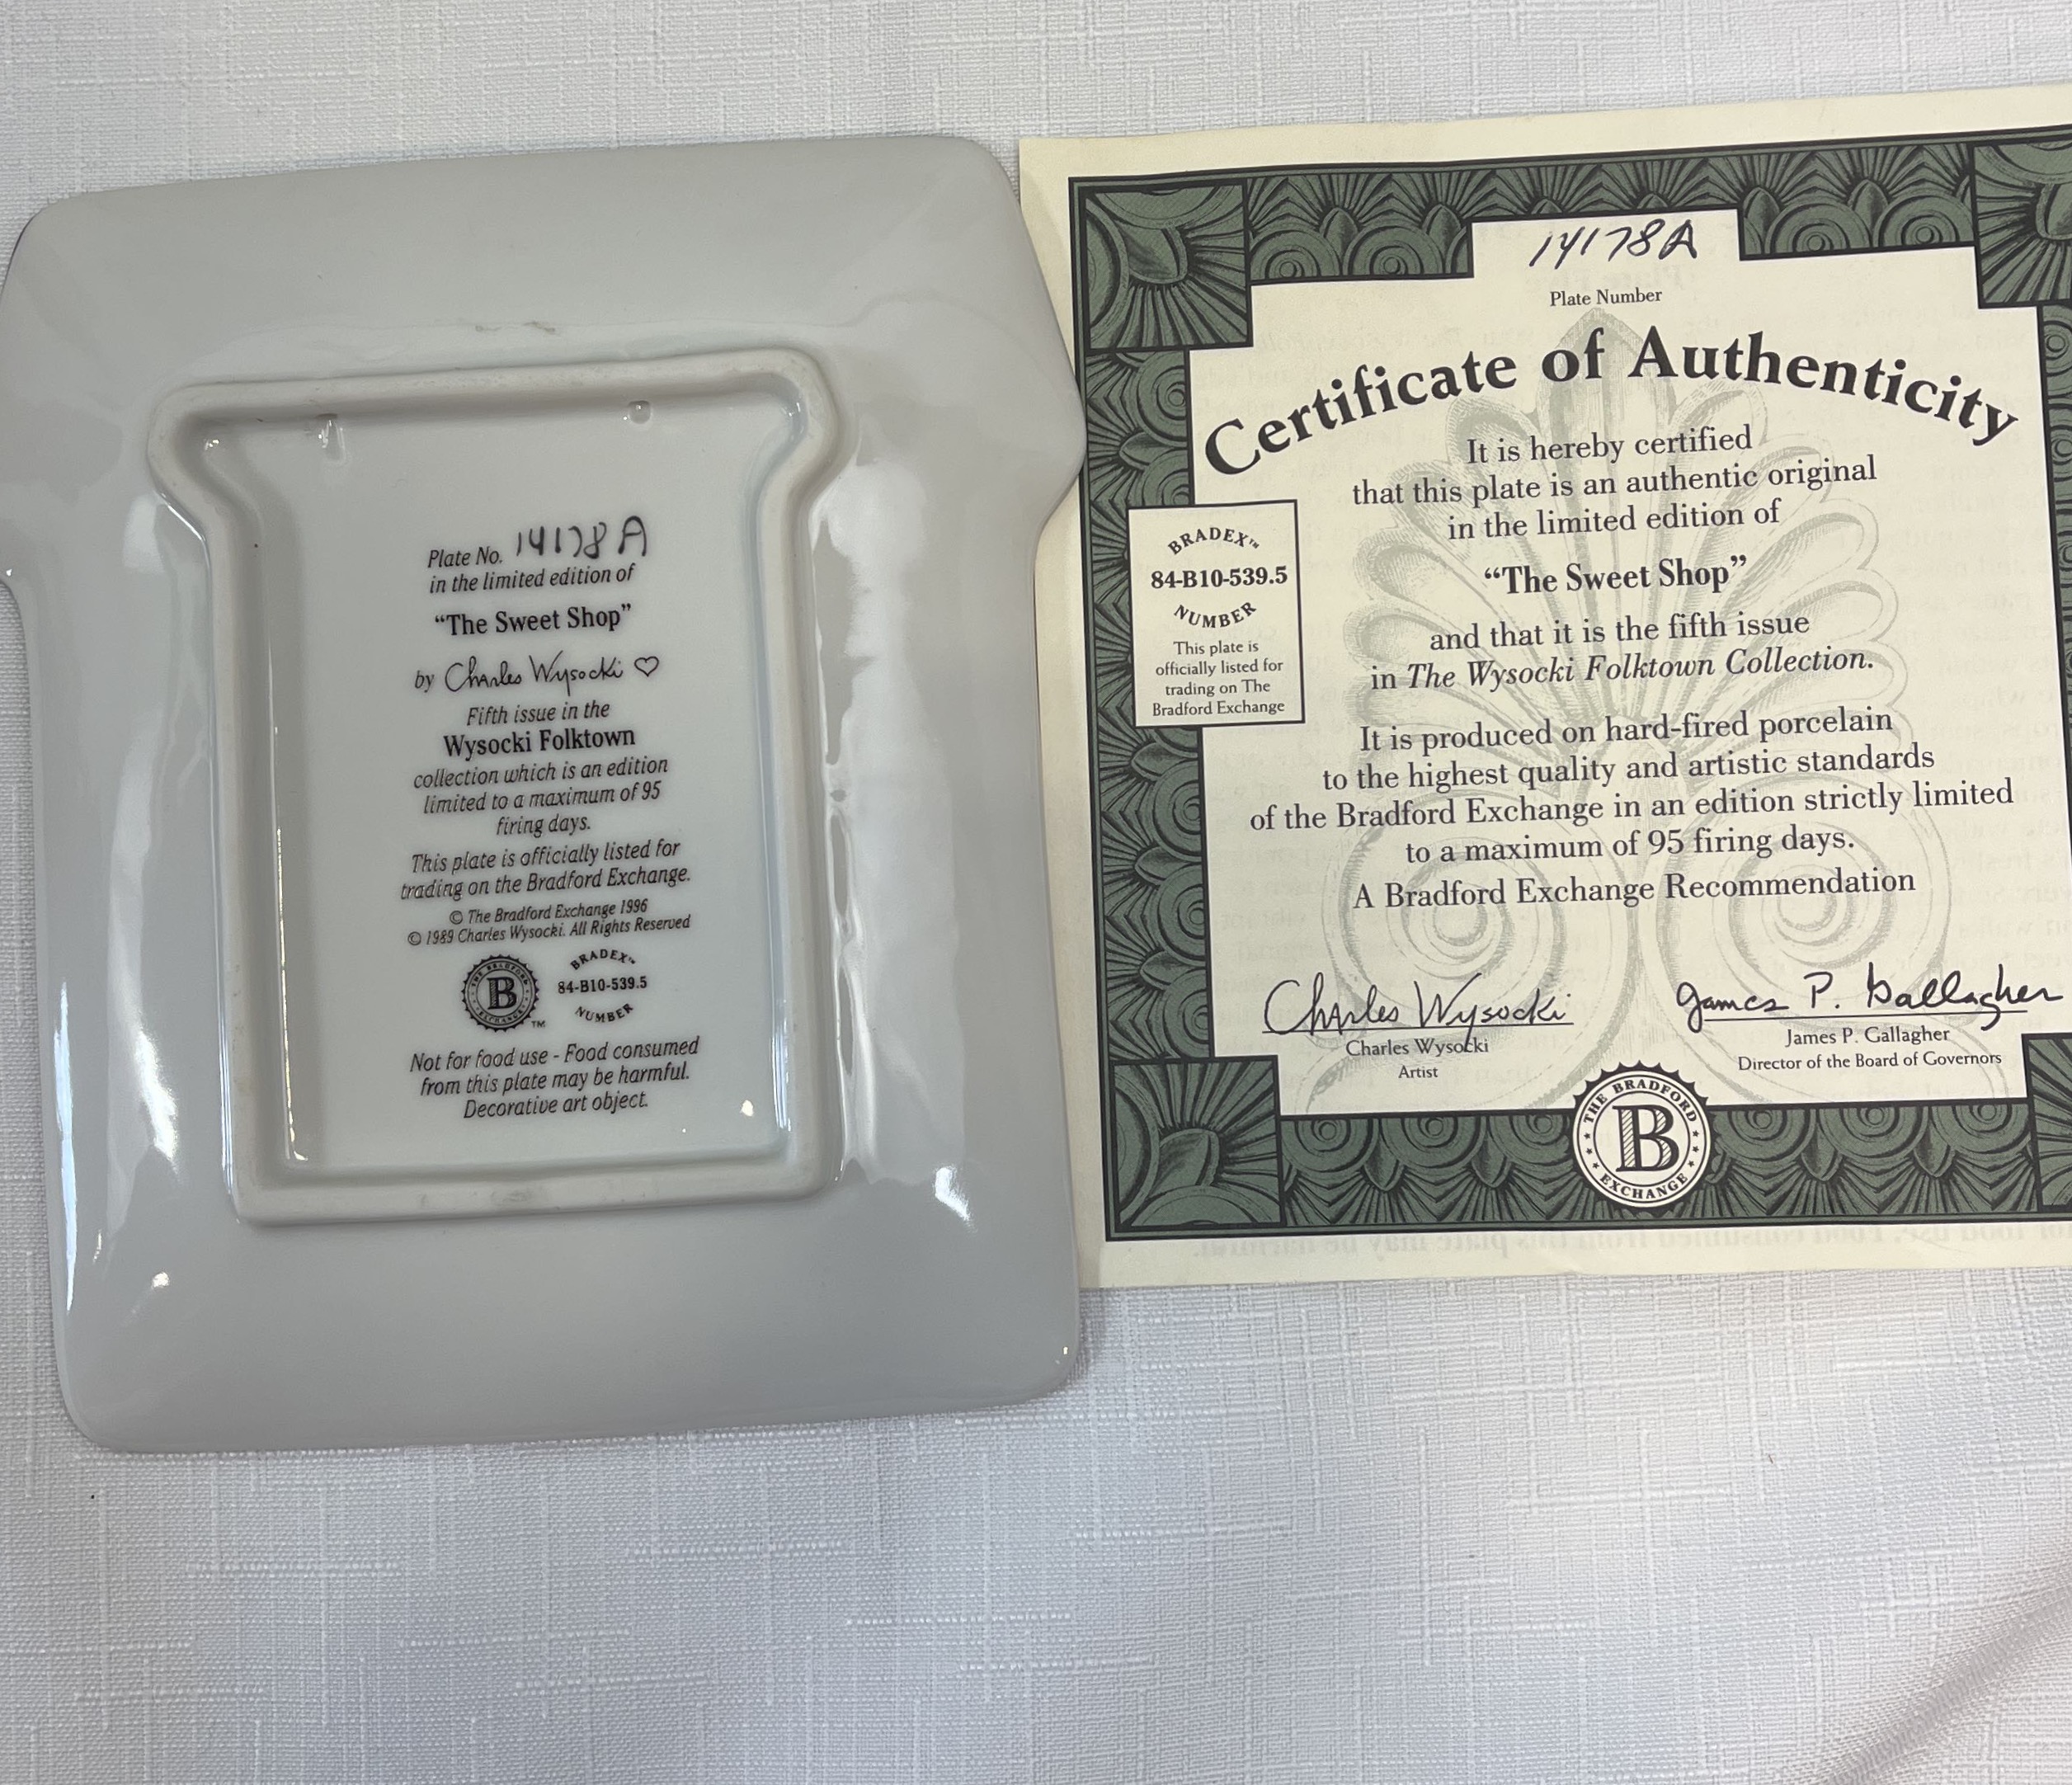 Plate No. 14178A
in the limited edition of
"The Sweet Shop"
by Charles Wysocki ♡
Fifth issue in the
Wysocki Folktown
collection which is an edition
limited to a maximum of 95
firing days.
This plate is officially listed for
trading on the Bradford Exchange.
© The Bradford Exchange 1996
© 1989 Charles Wysocki. All Rights Reserved
THE BRADFORD EXCHANGE
B
TM
BRADEX™
84-B10-539.5
NUMBER
Not for food use - Food consumed
from this plate may be harmful.
Decorative art object.
14178A
Plate Number
Certificate of Authenticity
It is hereby certified
that this plate is an authentic original
in the limited edition of
“The Sweet Shop”
and that it is the fifth issue
in The Wysocki Folktown Collection.
It is produced on hard-fired porcelain
to the highest quality and artistic standards
of the Bradford Exchange in an edition strictly limited
to a maximum of 95 firing days.
A Bradford Exchange Recommendation
BRADEX™
84-B10-539.5
NUMBER
This plate is
officially listed for
trading on The
Bradford Exchange
Charles Wysocki
Charles Wysocki
Artist
James P. Gallagher
James P. Gallagher
Director of the Board of Governors
THE BRADFORD
B
EXCHANGE